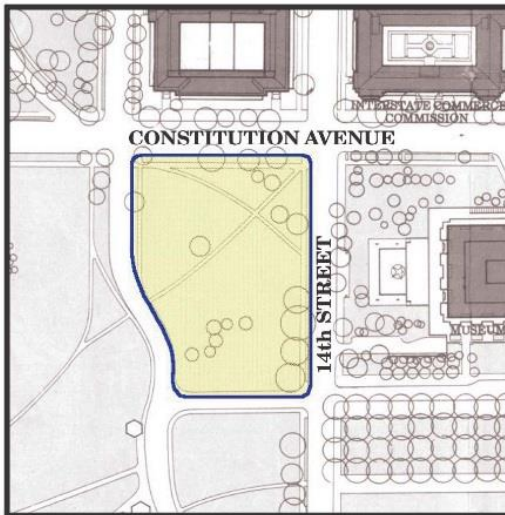 INTERSTATE COMMERCE
COMMISSION
CONSTITUTION AVENUE
14th STREET
MUSEUM